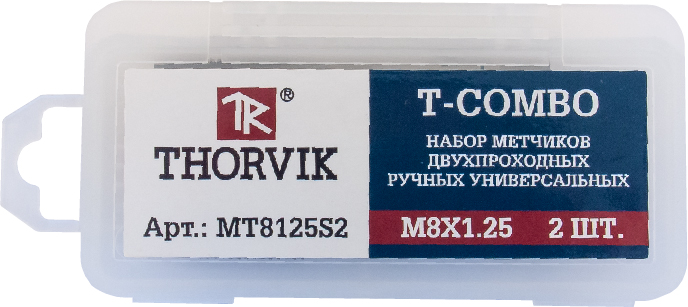 TR®
THORVIK
Арт.: MT8125S2
T-COMBO
НАБОР МЕТЧИКОВ
ДВУХПРОХОДНЫХ
РУЧНЫХ УНИВЕРСАЛЬНЫХ
M8X1.25 2 ШТ.